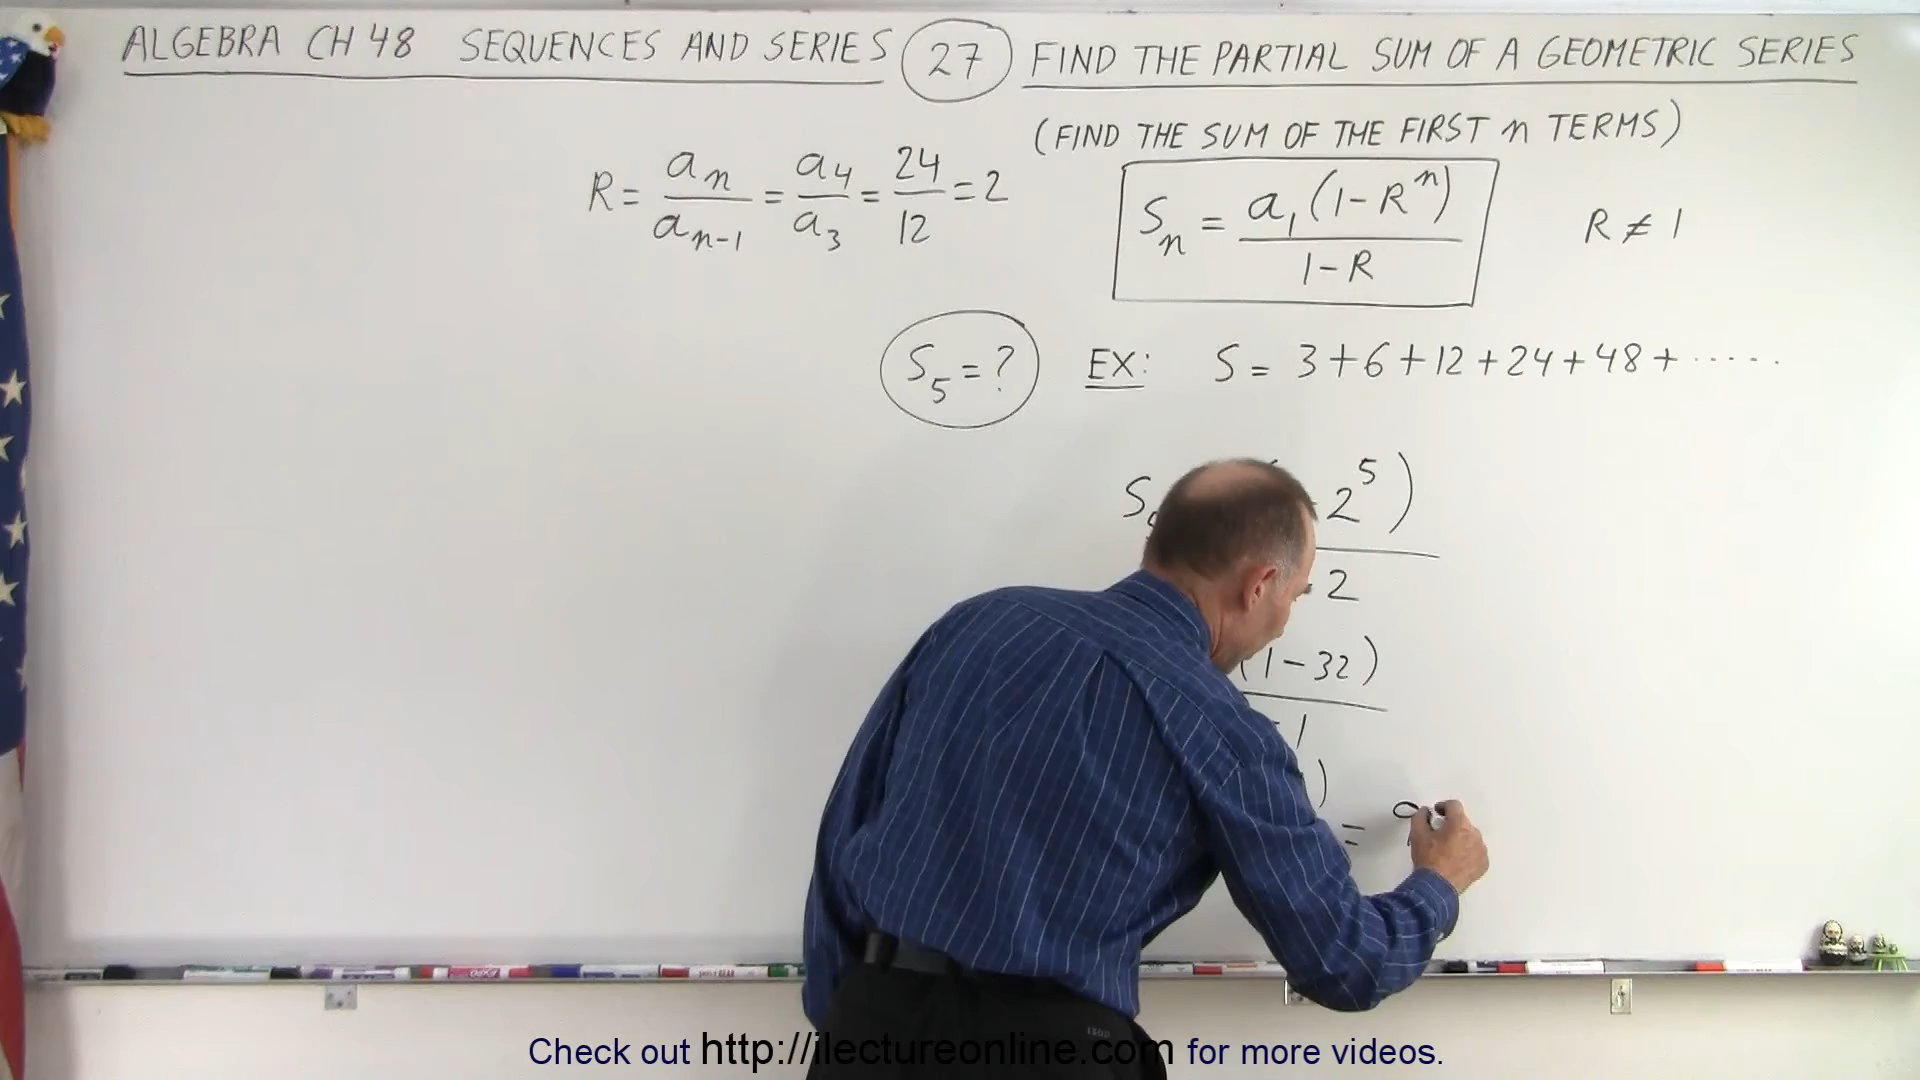 ALGEBRA CH 48 SEQUENCES AND SERIES 27 FIND THE PARTIAL SUM OF A GEOMETRIC SERIES
(FIND THE SUM OF THE FIRST n TERMS)
R = a_n / a_{n-1} = a_4 / a_3 = 24 / 12 = 2
S_n = a_1 (1 - R^n) / 1 - R
R ≠ 1
S_5 = ?
EX: S = 3 + 6 + 12 + 24 + 48 + ·····
S 2^5 )
2
(1 - 32)
1
) = 9
Check out http://ilectureonline.com for more videos.